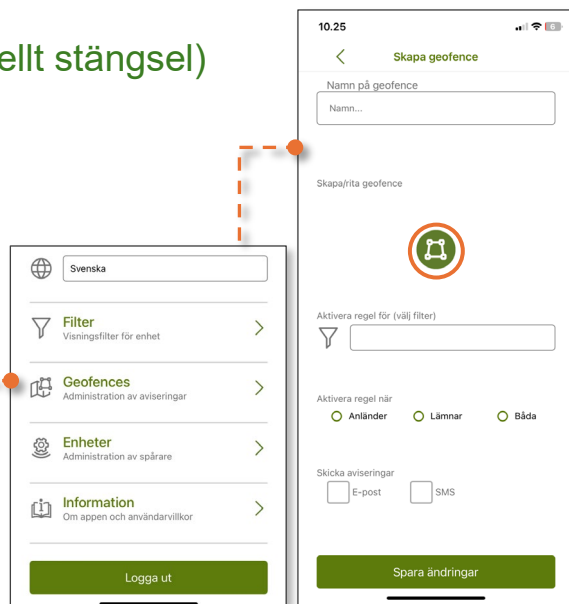 ellt stängsel)
Svenska
Filter
Visningsfilter för enhet
Geofences
Administration av aviseringar
Enheter
Administration av spårare
Information
Om appen och användarvillkor
Logga ut
10.25
6
Skapa geofence
Namn på geofence
Namn...
Skapa/rita geofence
Aktivera regel för (välj filter)
Aktivera regel när
Anländer Lämnar Båda
Skicka aviseringar
E-post SMS
Spara ändringar